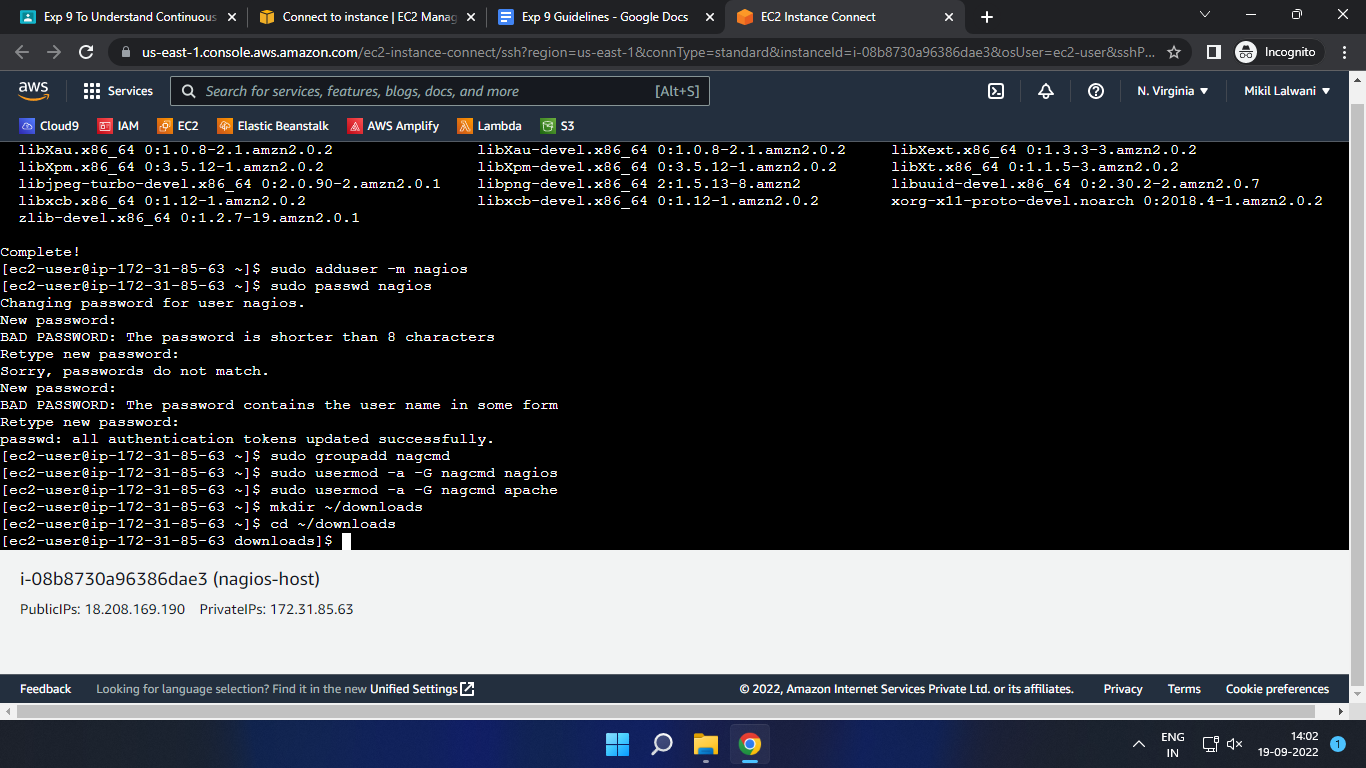 Exp 9 To Understand Continuous
Connect to instance | EC2 Manag
Exp 9 Guidelines - Google Docs
EC2 Instance Connect
us-east-1.console.aws.amazon.com/ec2-instance-connect/ssh?region=us-east-1&connType=standard&instanceId=i-08b8730a96386dae3&osUser=ec2-user&sshP...
Incognito
aws
Services
Search for services, features, blogs, docs, and more
[Alt+S]
N. Virginia
Mikil Lalwani
Cloud9
IAM
EC2
Elastic Beanstalk
AWS Amplify
Lambda
S3
libXau.x86_64 0:1.0.8-2.1.amzn2.0.2 libXau-devel.x86_64 0:1.0.8-2.1.amzn2.0.2 libXext.x86_64 0:1.3.3-3.amzn2.0.2
libXpm.x86_64 0:3.5.12-1.amzn2.0.2 libXpm-devel.x86_64 0:3.5.12-1.amzn2.0.2 libXt.x86_64 0:1.1.5-3.amzn2.0.2
libjpeg-turbo-devel.x86_64 0:2.0.90-2.amzn2.0.1 libpng-devel.x86_64 2:1.5.13-8.amzn2 libuuid-devel.x86_64 0:2.30.2-2.amzn2.0.7
libxcb.x86_64 0:1.12-1.amzn2.0.2 libxcb-devel.x86_64 0:1.12-1.amzn2.0.2 xorg-x11-proto-devel.noarch 0:2018.4-1.amzn2.0.2
zlib-devel.x86_64 0:1.2.7-19.amzn2.0.1
Complete!
[ec2-user@ip-172-31-85-63 ~]$ sudo adduser -m nagios
[ec2-user@ip-172-31-85-63 ~]$ sudo passwd nagios
Changing password for user nagios.
New password:
BAD PASSWORD: The password is shorter than 8 characters
Retype new password:
Sorry, passwords do not match.
New password:
BAD PASSWORD: The password contains the user name in some form
Retype new password:
passwd: all authentication tokens updated successfully.
[ec2-user@ip-172-31-85-63 ~]$ sudo groupadd nagcmd
[ec2-user@ip-172-31-85-63 ~]$ sudo usermod -a -G nagcmd nagios
[ec2-user@ip-172-31-85-63 ~]$ sudo usermod -a -G nagcmd apache
[ec2-user@ip-172-31-85-63 ~]$ mkdir ~/downloads
[ec2-user@ip-172-31-85-63 ~]$ cd ~/downloads
[ec2-user@ip-172-31-85-63 downloads]$
i-08b8730a96386dae3 (nagios-host)
PublicIPs: 18.208.169.190 PrivateIPs: 172.31.85.63
Feedback
Looking for language selection? Find it in the new Unified Settings
© 2022, Amazon Internet Services Private Ltd. or its affiliates.
Privacy
Terms
Cookie preferences
ENG
IN
14:02
19-09-2022
1